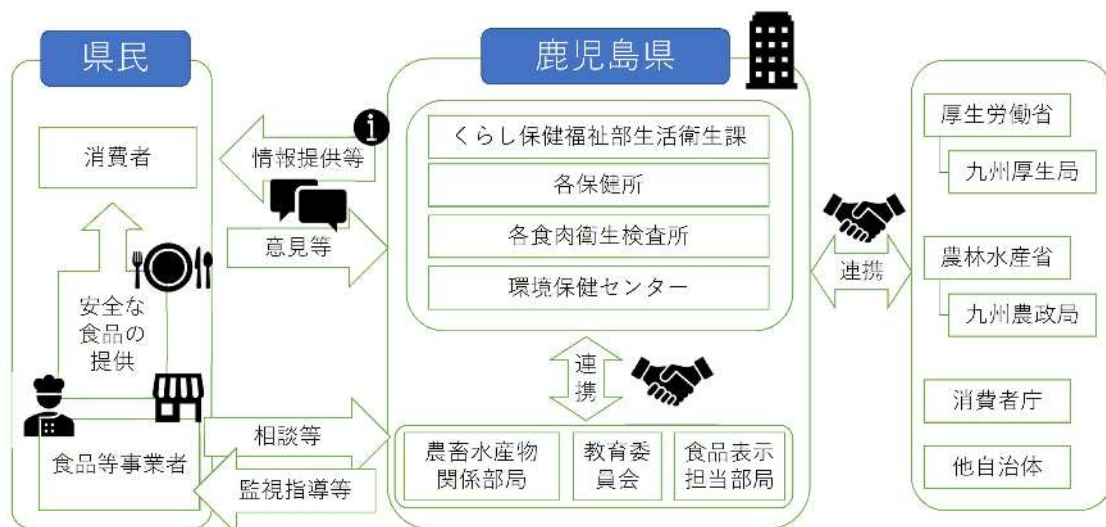 県民
消費者
安全な
食品の
提供
食品等事業者
情報提供等
意見等
相談等
監視指導等
鹿児島県
くらし保健福祉部生活衛生課
各保健所
各食肉衛生検査所
環境保健センター
連
携
農畜水産物
関係部局
教育委
員会
食品表示
担当部局
連携
厚生労働省
九州厚生局
農林水産省
九州農政局
消費者庁
他自治体